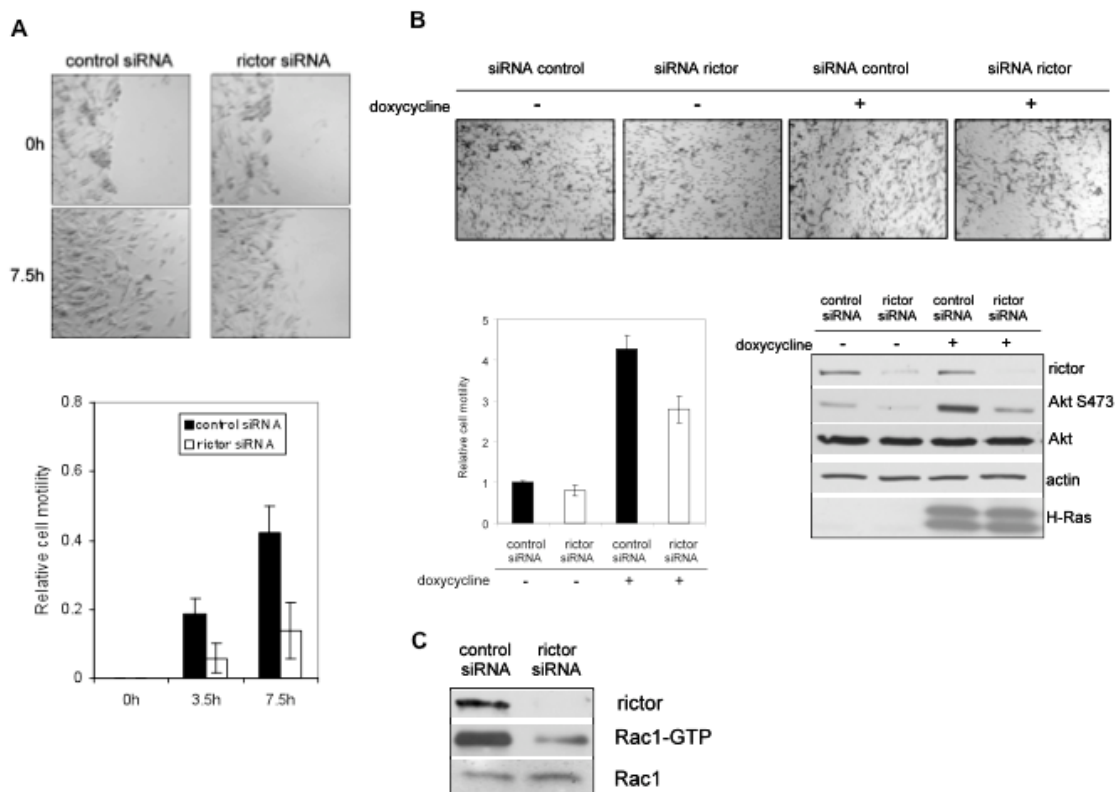 A
control siRNA rictor siRNA
0h
7.5h
0.8
0.6
0.4
0.2
0
Relative cell motility
control siRNA
rictor siRNA
0h 3.5h 7.5h
B
siRNA control siRNA rictor siRNA control siRNA rictor
doxycycline - - + +
5
4
3
2
1
0
Relative cell motility
control siRNA rictor siRNA control siRNA rictor siRNA
doxycycline - - + +
control siRNA rictor siRNA control siRNA rictor siRNA
doxycycline - - + +
rictor
Akt S473
Akt
actin
H-Ras
C
control siRNA rictor siRNA
rictor
Rac1-GTP
Rac1